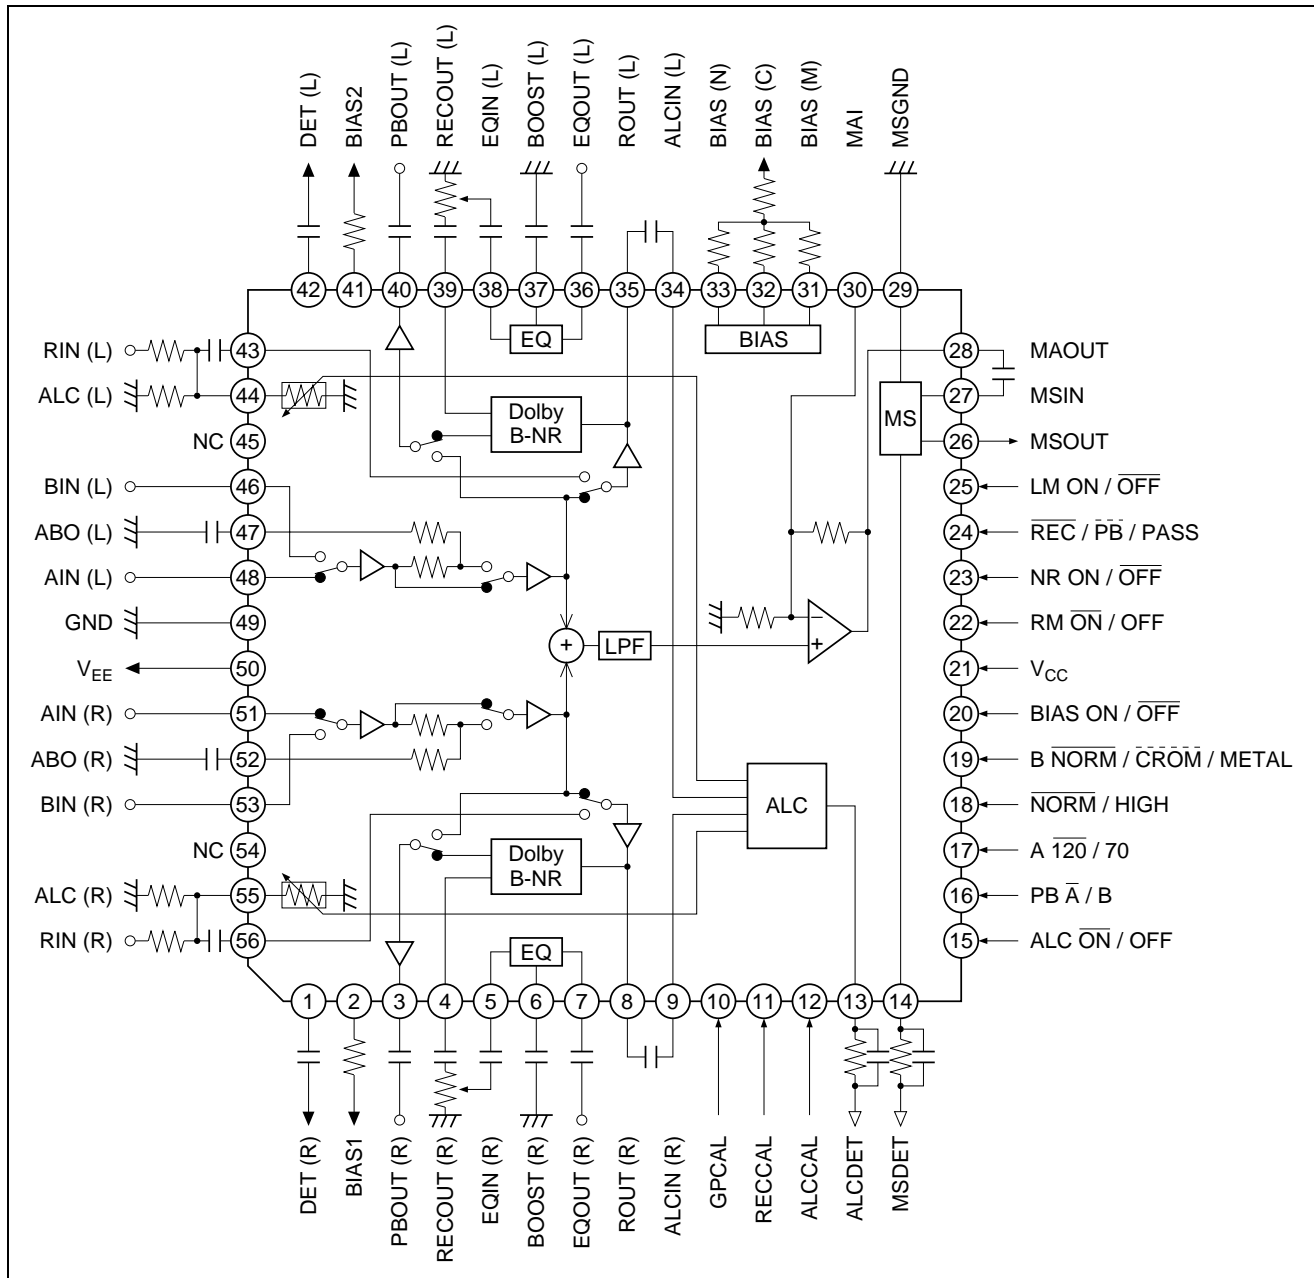 DET (L)
BIAS2
PBOUT (L)
RECOUT (L)
EQIN (L)
BOOST (L)
EQOUT (L)
ROUT (L)
ALCIN (L)
BIAS (N)
BIAS (C)
BIAS (M)
MAI
MSGND
42 41 40 39 38 37 36 35 34 33 32 31 30 29
RIN (L) 43
ALC (L) 44
NC 45
BIN (L) 46
ABO (L) 47
AIN (L) 48
GND 49
VEE 50
AIN (R) 51
ABO (R) 52
BIN (R) 53
NC 54
ALC (R) 55
RIN (R) 56
EQ
BIAS
Dolby
B-NR
MS
+
LPF
−
+
ALC
Dolby
B-NR
EQ
28 MAOUT
27 MSIN
26 MSOUT
25 LM ON / OFF
24 REC / PB / PASS
23 NR ON / OFF
22 RM ON / OFF
21 VCC
20 BIAS ON / OFF
19 B NORM / CROM / METAL
18 NORM / HIGH
17 A 120 / 70
16 PB A / B
15 ALC ON / OFF
1 2 3 4 5 6 7 8 9 10 11 12 13 14
DET (R)
BIAS1
PBOUT (R)
RECOUT (R)
EQIN (R)
BOOST (R)
EQOUT (R)
ROUT (R)
ALCIN (R)
GPCAL
RECCAL
ALCCAL
ALCDET
MSDET